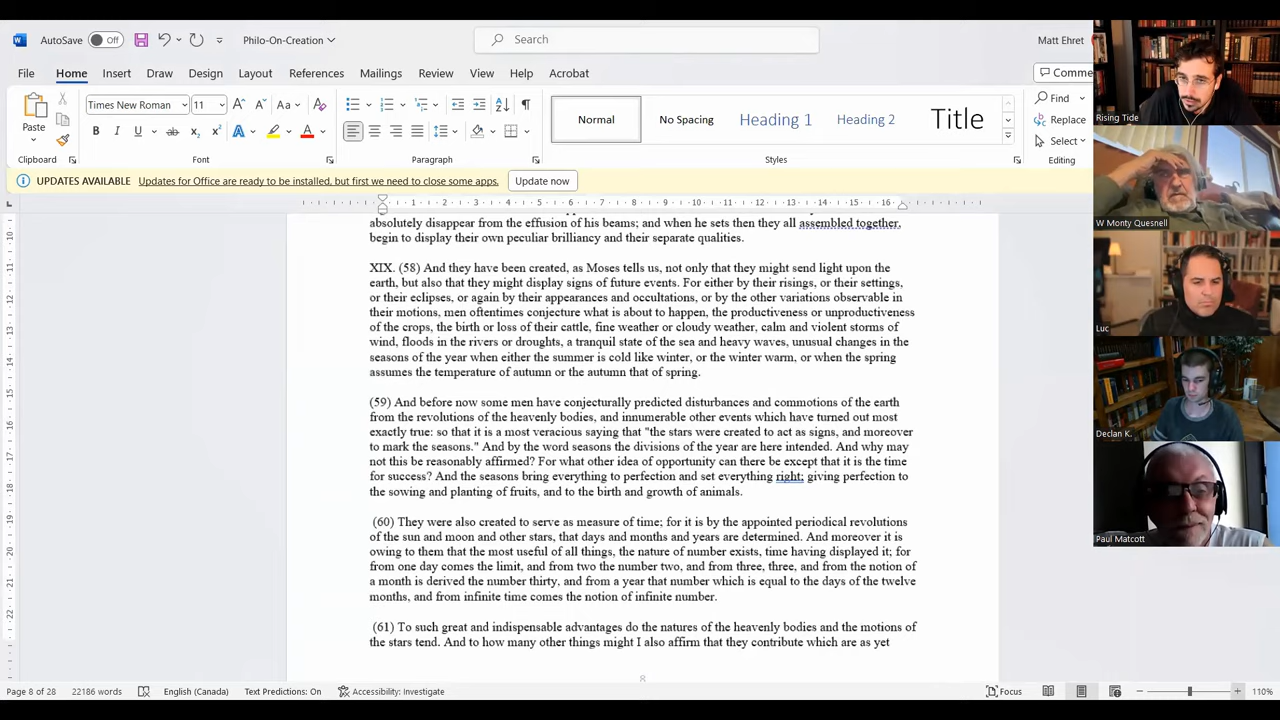 AutoSave
Off
Philo-On-Creation
Search
Matt Ehret
File
Home
Insert
Draw
Design
Layout
References
Mailings
Review
View
Help
Acrobat
Comme
Paste
Clipboard
Times New Roman
11
Font
Paragraph
Normal
No Spacing
Heading 1
Heading 2
Title
Styles
Find
Replace
Select
Editing
UPDATES AVAILABLE Updates for Office are ready to be installed, but first we need to close some apps. Update now
1 2 3 4 5 6 7 8 9 10 11 12 13 14 15 16
absolutely disappear from the effusion of his beams; and when he sets then they all assembled together,
begin to display their own peculiar brilliancy and their separate qualities.
XIX. (58) And they have been created, as Moses tells us, not only that they might send light upon the
earth, but also that they might display signs of future events. For either by their risings, or their settings,
or their eclipses, or again by their appearances and occultations, or by the other variations observable in
their motions, men oftentimes conjecture what is about to happen, the productiveness or unproductiveness
of the crops, the birth or loss of their cattle, fine weather or cloudy weather, calm and violent storms of
wind, floods in the rivers or droughts, a tranquil state of the sea and heavy waves, unusual changes in the
seasons of the year when either the summer is cold like winter, or the winter warm, or when the spring
assumes the temperature of autumn or the autumn that of spring.
(59) And before now some men have conjecturally predicted disturbances and commotions of the earth
from the revolutions of the heavenly bodies, and innumerable other events which have turned out most
exactly true: so that it is a most veracious saying that "the stars were created to act as signs, and moreover
to mark the seasons." And by the word seasons the divisions of the year are here intended. And why may
not this be reasonably affirmed? For what other idea of opportunity can there be except that it is the time
for success? And the seasons bring everything to perfection and set everything right; giving perfection to
the sowing and planting of fruits, and to the birth and growth of animals.
(60) They were also created to serve as measure of time; for it is by the appointed periodical revolutions
of the sun and moon and other stars, that days and months and years are determined. And moreover it is
owing to them that the most useful of all things, the nature of number exists, time having displayed it; for
from one day comes the limit, and from two the number two, and from three, three, and from the notion of
a month is derived the number thirty, and from a year that number which is equal to the days of the twelve
months, and from infinite time comes the notion of infinite number.
(61) To such great and indispensable advantages do the natures of the heavenly bodies and the motions of
the stars tend. And to how many other things might I also affirm that they contribute which are as yet
8
Page 8 of 28
22186 words
English (Canada)
Text Predictions: On
Accessibility: Investigate
Focus
110%
Rising Tide
W Monty Quesnell
Luc
Declan K.
Paul Matcott